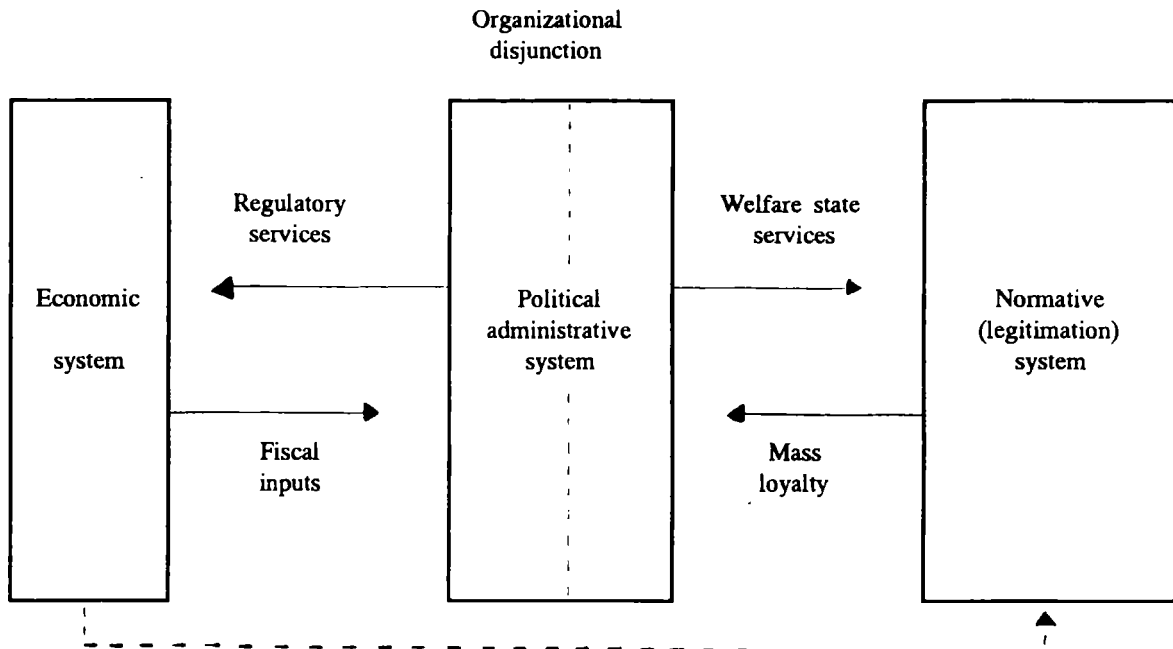 Organizational
disjunction
Regulatory
services
Welfare state
services
Economic
system
Political
administrative
system
Normative
(legitimation)
system
Fiscal
inputs
Mass
loyalty